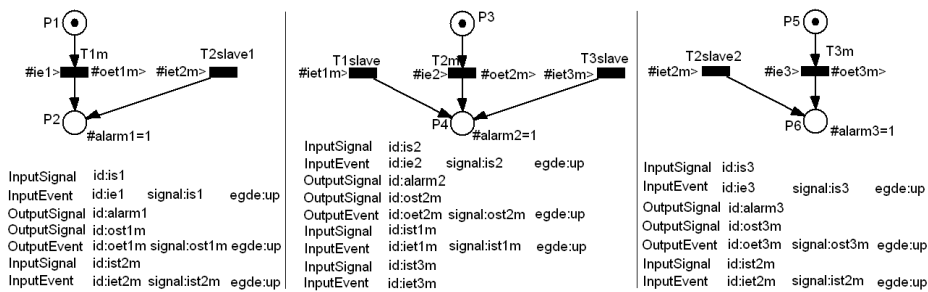 P1
T1m
T2slave1
#ie1>
#oet1m>
#iet2m>
P2
#alarm1=1
InputSignal id:is1
InputEvent id:ie1 signal:is1 egde:up
OutputSignal id:alarm1
OutputSignal id:ost1m
OutputEvent id:oet1m signal:ost1m egde:up
InputSignal id:ist2m
InputEvent id:iet2m signal:ist2m egde:up
P3
T1slave
T2m
T3slave
#iet1m>
#ie2>
#oet2m>
#iet3m>
P4
#alarm2=1
InputSignal id:is2
InputEvent id:ie2 signal:is2 egde:up
OutputSignal id:alarm2
OutputSignal id:ost2m
OutputEvent id:oet2m signal:ost2m egde:up
InputSignal id:ist1m
InputEvent id:iet1m signal:ist1m egde:up
InputSignal id:ist3m
InputEvent id:iet3m
P5
T2slave2
T3m
#iet2m>
#ie3>
#oet3m>
P6
#alarm3=1
InputSignal id:is3
InputEvent id:ie3 signal:is3 egde:up
OutputSignal id:alarm3
OutputSignal id:ost3m
OutputEvent id:oet3m signal:ost3m egde:up
InputSignal id:ist2m
InputEvent id:iet2m signal:ist2m egde:up